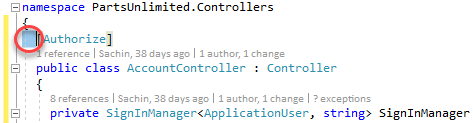 namespace PartsUnlimited.Controllers
{
[Authorize]
1 reference | Sachin, 38 days ago | 1 author, 1 change
public class AccountController : Controller
{
8 references | Sachin, 38 days ago | 1 author, 1 change | ? exceptions
private SignInManager<ApplicationUser, string> SignInManager